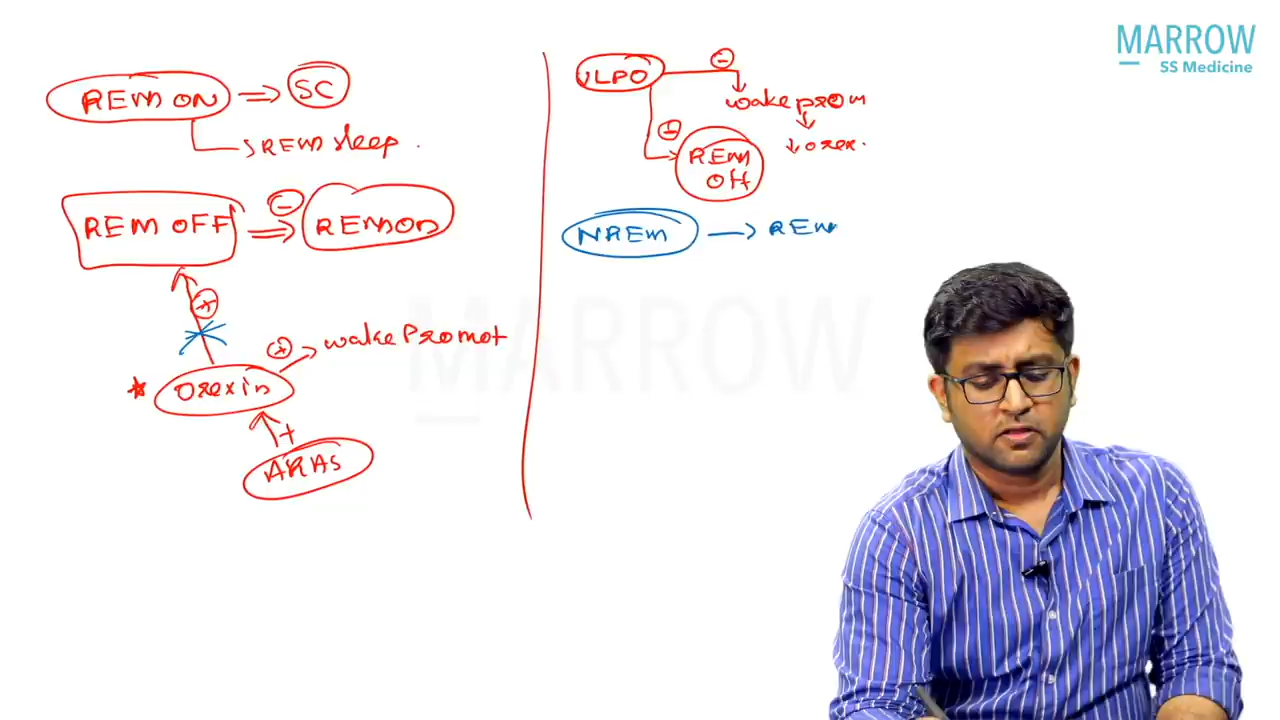 MARROW
SS Medicine
REM ON ⇒ SC
REM sleep
REM OFF ⇒ ⊖ REM ON
⊕
⊕ → wake Promot
* Orexin
+
ARAS
VLPO ⊖
wake prom
↓ orex.
REM
Off
NREM → REM
MARROW